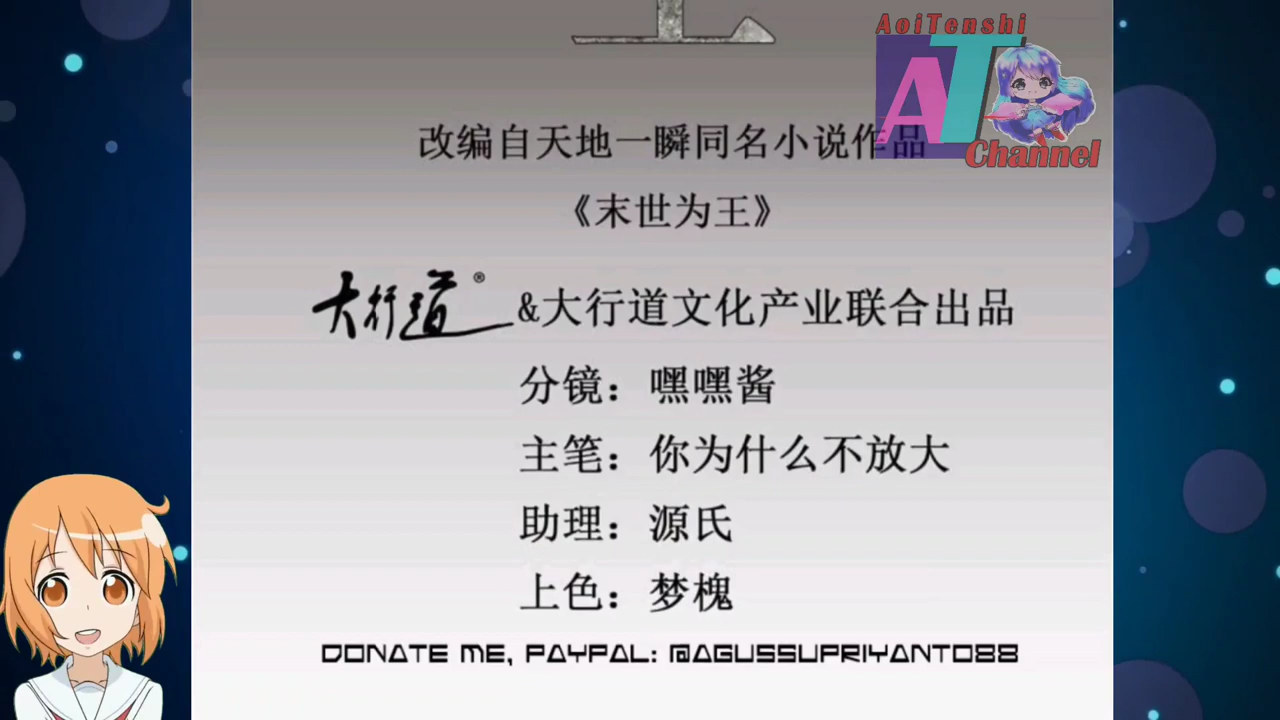 AoiTenshi
AT
Channel
改编自天地一瞬同名小说作品
《末世为王》
大行道® &大行道文化产业联合出品
分镜：嘿嘿酱
主笔：你为什么不放大
助理：源氏
上色：梦槐
DONATE ME, PAYPAL: @AGUSSUPRIYANTO88